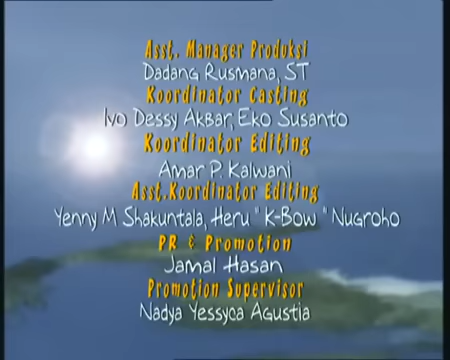 Asst. Manager Produksi
Dadang Rusmana, ST
Koordinator Casting
Ivo Dessy Akbar, Eko Susanto
Koordinator Editing
Amar P. Kalwani
Asst.Koordinator Editing
Yenny M Shakuntala, Heru " K-Bow " Nugroho
PR & Promotion
Jamal Hasan
Promotion Supervisor
Nadya Yessyca Agustia